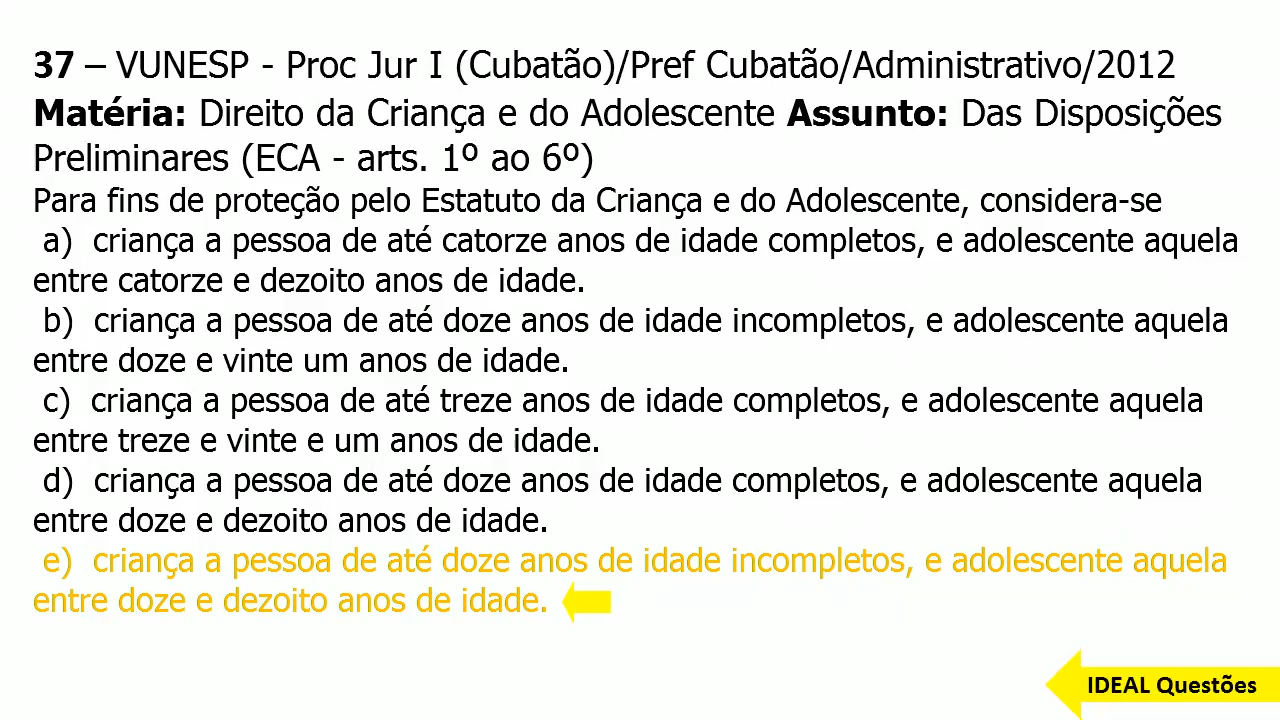 37 – VUNESP - Proc Jur I (Cubatão)/Pref Cubatão/Administrativo/2012
Matéria: Direito da Criança e do Adolescente Assunto: Das Disposições
Preliminares (ECA - arts. 1º ao 6º)
Para fins de proteção pelo Estatuto da Criança e do Adolescente, considera-se
a) criança a pessoa de até catorze anos de idade completos, e adolescente aquela
entre catorze e dezoito anos de idade.
b) criança a pessoa de até doze anos de idade incompletos, e adolescente aquela
entre doze e vinte um anos de idade.
c) criança a pessoa de até treze anos de idade completos, e adolescente aquela
entre treze e vinte e um anos de idade.
d) criança a pessoa de até doze anos de idade completos, e adolescente aquela
entre doze e dezoito anos de idade.
e) criança a pessoa de até doze anos de idade incompletos, e adolescente aquela
entre doze e dezoito anos de idade.
IDEAL Questões